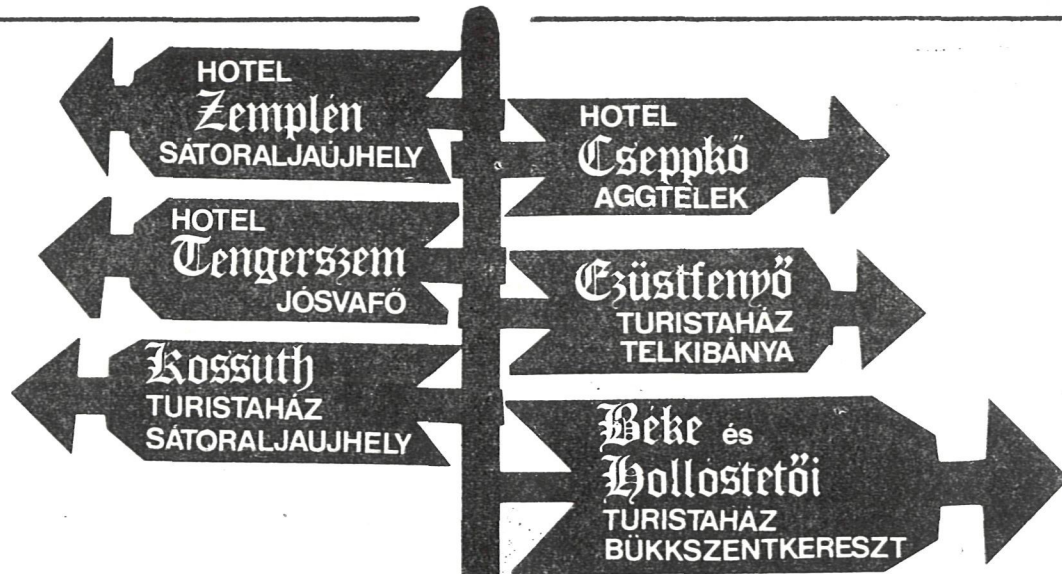 HOTEL
Zemplén
SÁTORALJAÚJHELY
HOTEL
Cseppkő
AGGTELEK
HOTEL
Tengerszem
JÓSVAFŐ
Ezüstfenyő
TURISTAHÁZ
TELKIBÁNYA
Kossuth
TURISTAHÁZ
SÁTORALJAUJHELY
Béke és
Hollóstetői
TURISTAHÁZ
BÜKKSZENTKERESZT